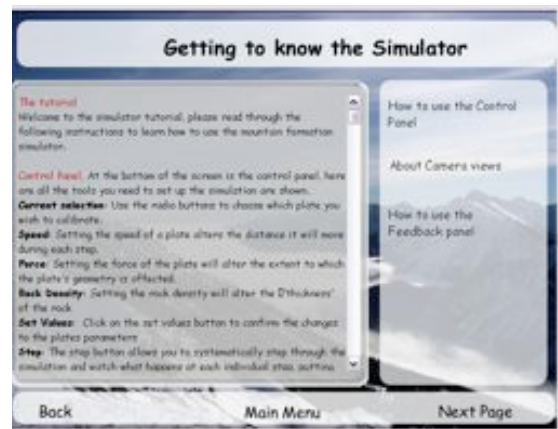 Getting to know the Simulator
The tutorial
Welcome to the simulator tutorial, please read through the
following instructions to learn how to use the mountain formation
simulator.
Control Panel: At the bottom of the screen is the control panel, here
are all the tools you need to set up the simulation are shown.
Current selection: Use the radio buttons to choose which plate you
wish to calibrate.
Speed: Setting the speed of a plate alters the distance it will move
during each step.
Force: Setting the force of the plate will alter the extent to which
the plate's geometry is affected.
Rock Density: Setting the rock density will alter the D'thickness'
of the rock
Set Values: Click on the set values button to confirm the changes
to the plates parameters
Step: The step button allows you to systematically step through the
simulation and watch what happens at each individual step, putting
How to use the Control
Panel
About Camera views
How to use the
Feedback panel
Back
Main Menu
Next Page